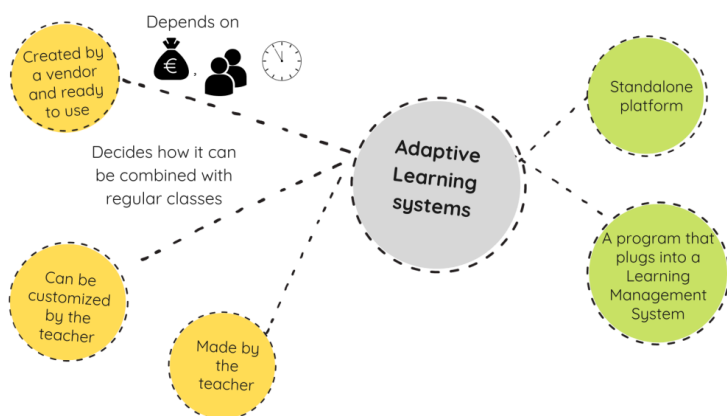 Depends on
Created by
a vendor
and ready
to use
€
,
Decides how it can
be combined with
regular classes
Can be
customized
by the
teacher
Made by
the
teacher
Adaptive
Learning
systems
Standalone
platform
A program that
plugs into a
Learning
Management
System